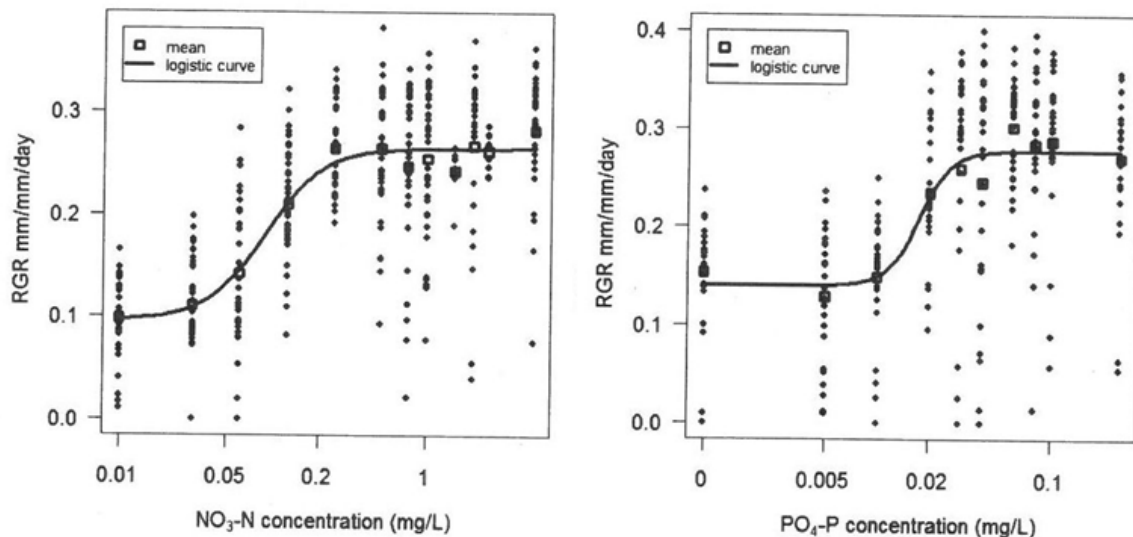 mean
logistic curve
RGR mm/mm/day
0.3
0.2
0.1
0.0
0.01
0.05
0.2
1
NO₃-N concentration (mg/L)
mean
logistic curve
RGR mm/mm/day
0.4
0.3
0.2
0.1
0.0
0
0.005
0.02
0.1
PO₄-P concentration (mg/L)